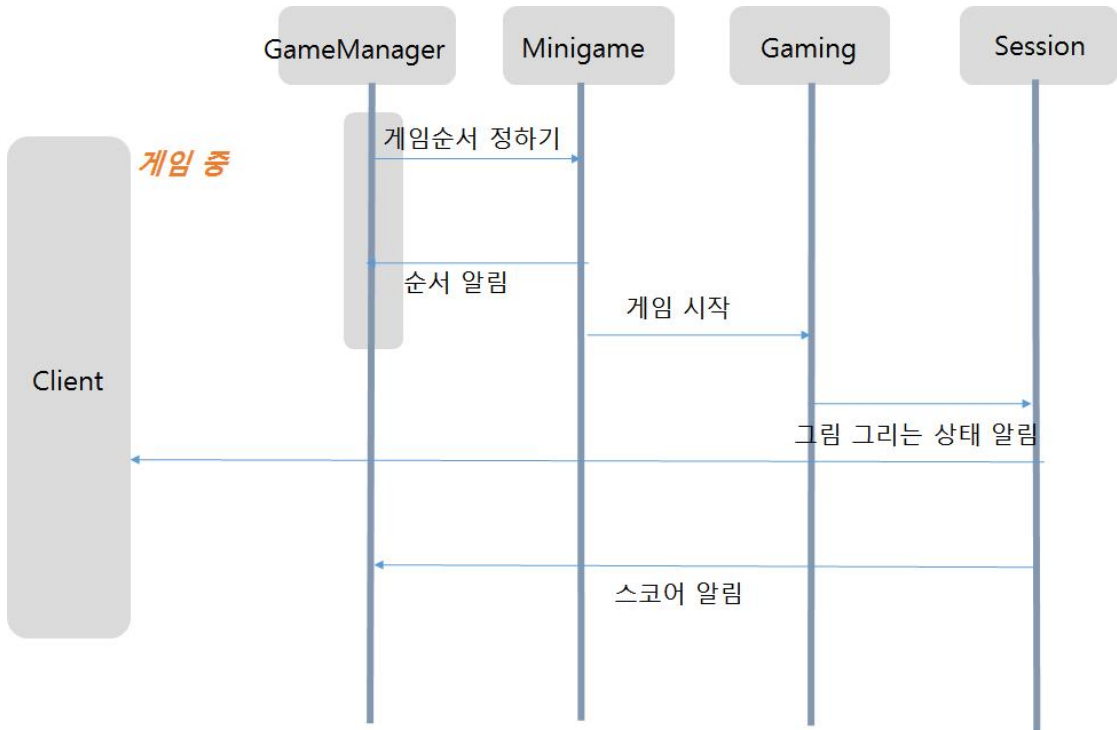 GameManager
Minigame
Gaming
Session
게임순서 정하기
게임 중
순서 알림
게임 시작
Client
그림 그리는 상태 알림
스코어 알림